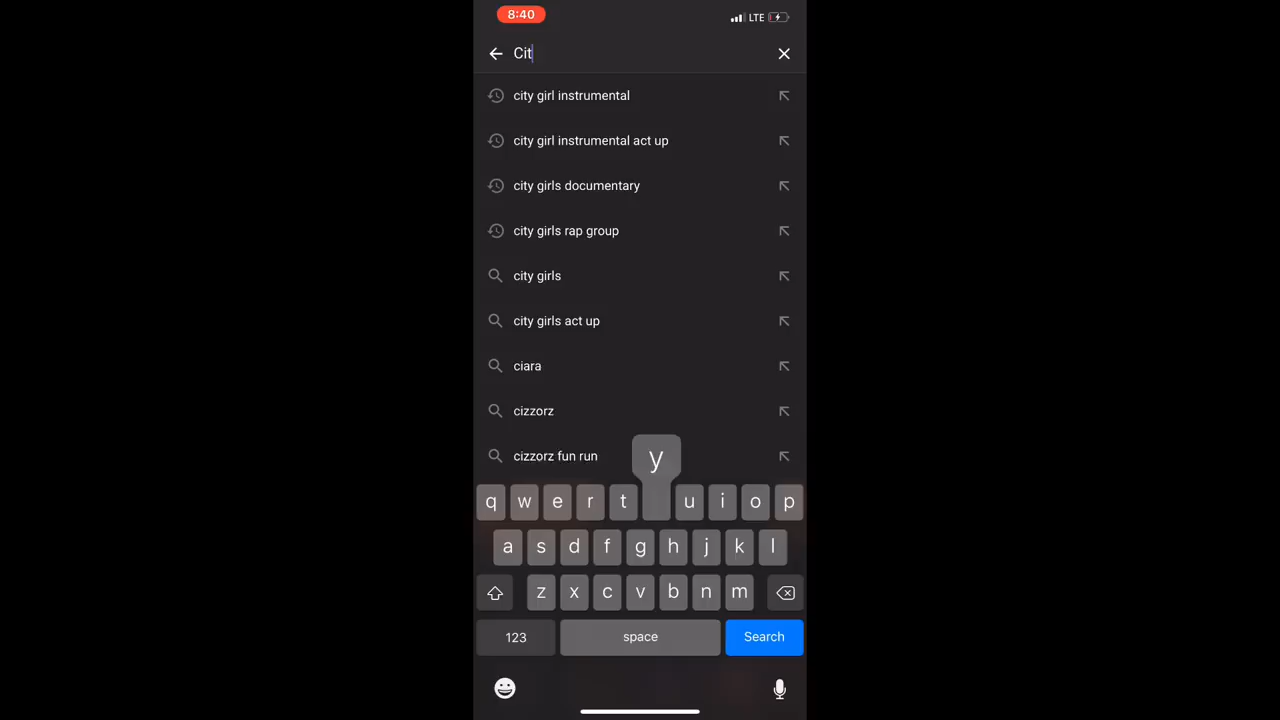 8:40
LTE
Cit
city girl instrumental
city girl instrumental act up
city girls documentary
city girls rap group
city girls
city girls act up
ciara
cizzorz
cizzorz fun run
y
q w e r t u i o p
a s d f g h j k l
z x c v b n m
123 space Search